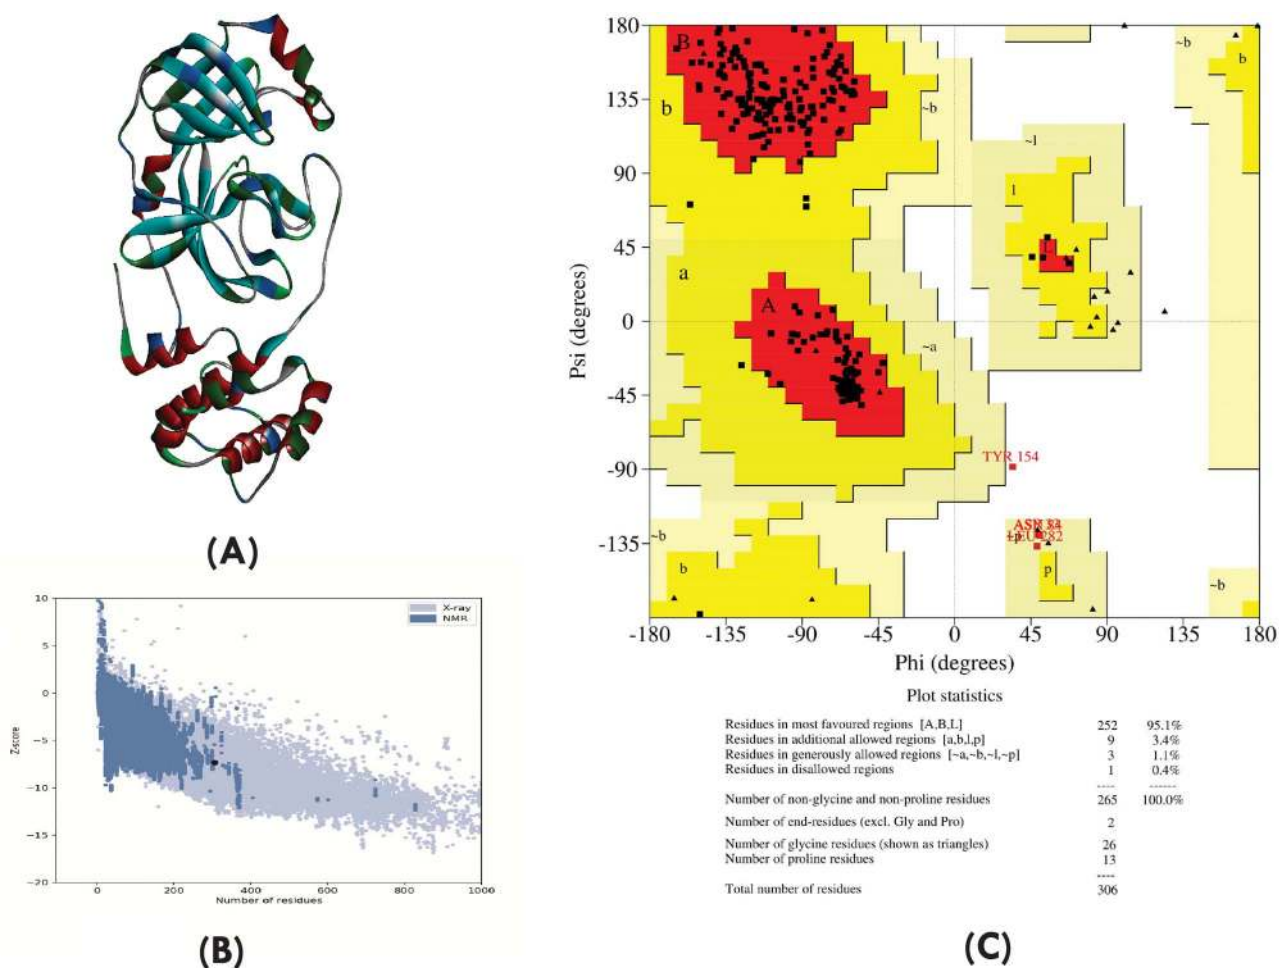 (A)
10
5
0
−5
−10
−15
−20
Z-score
X-ray
NMR
0 200 400 600 800 1000
Number of residues
(B)
180
135
90
45
0
-45
-90
-135
Psi (degrees)
B
~b
b
b
~b
~l
l
a
L
A
~a
TYR 154
LEU 282
~b
b
p
~b
-180 -135 -90 -45 0 45 90 135 180
Phi (degrees)
Plot statistics
Residues in most favoured regions [A,B,L] 252 95.1%
Residues in additional allowed regions [a,b,l,p] 9 3.4%
Residues in generously allowed regions [~a,~b,~l,~p] 3 1.1%
Residues in disallowed regions 1 0.4%
---- ------
Number of non-glycine and non-proline residues 265 100.0%
Number of end-residues (excl. Gly and Pro) 2
Number of glycine residues (shown as triangles) 26
Number of proline residues 13
----
Total number of residues 306
(C)